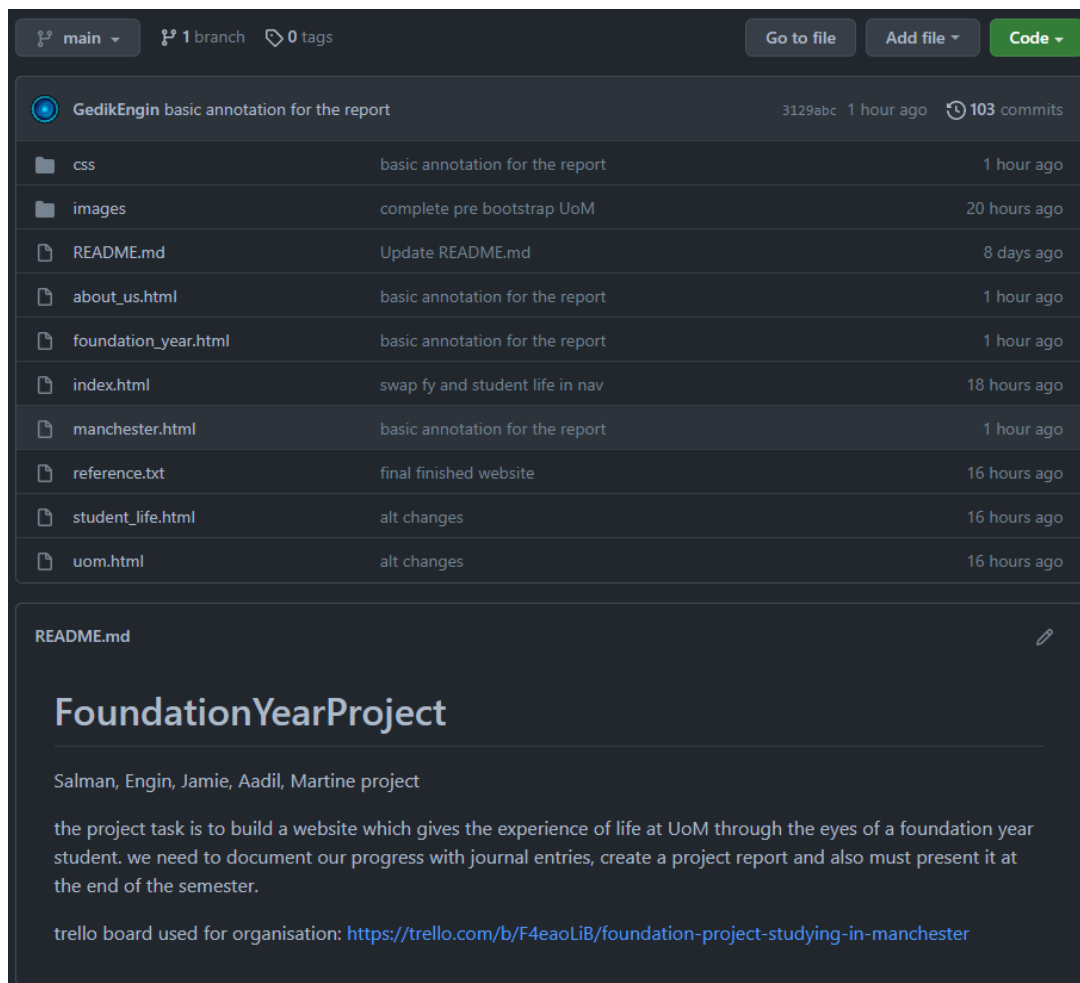 main 1 branch 0 tags Go to file Add file Code
GedikEngin basic annotation for the report 3129abc 1 hour ago 103 commits
css basic annotation for the report 1 hour ago
images complete pre bootstrap UoM 20 hours ago
README.md Update README.md 8 days ago
about_us.html basic annotation for the report 1 hour ago
foundation_year.html basic annotation for the report 1 hour ago
index.html swap fy and student life in nav 18 hours ago
manchester.html basic annotation for the report 1 hour ago
reference.txt final finished website 16 hours ago
student_life.html alt changes 16 hours ago
uom.html alt changes 16 hours ago
README.md
FoundationYearProject
Salman, Engin, Jamie, Aadil, Martine project
the project task is to build a website which gives the experience of life at UoM through the eyes of a foundation year
student. we need to document our progress with journal entries, create a project report and also must present it at
the end of the semester.
trello board used for organisation: https://trello.com/b/F4eaoLiB/foundation-project-studying-in-manchester